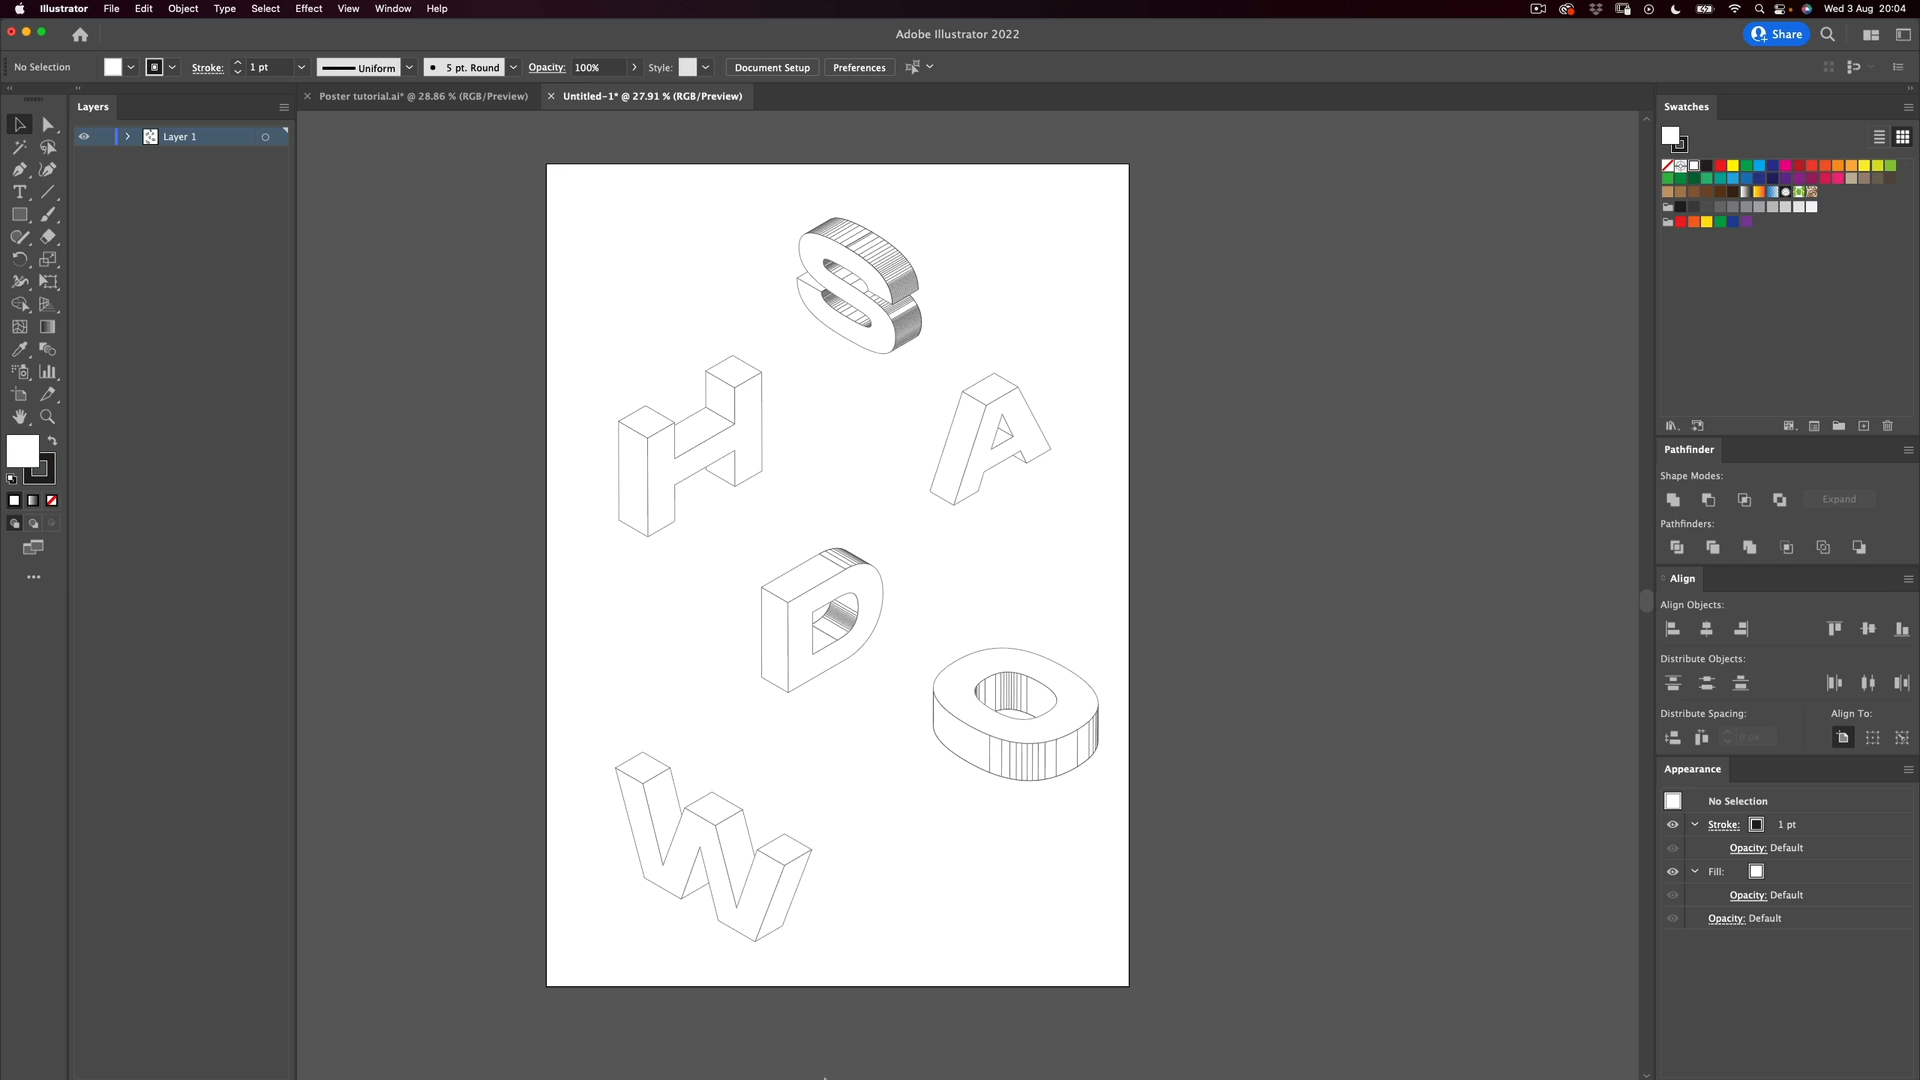 Illustrator File Edit Object Type Select Effect View Window Help
Wed 3 Aug 20:04
Adobe Illustrator 2022
Share
No Selection
Stroke: 1 pt
Uniform
5 pt. Round
Opacity: 100%
Style:
Document Setup
Preferences
Poster tutorial.ai* @ 28.86 % (RGB/Preview)
Untitled-1* @ 27.91 % (RGB/Preview)
Layers
Layer 1
S
H
A
D
O
W
Swatches
Pathfinder
Shape Modes:
Expand
Pathfinders:
Align
Align Objects:
Distribute Objects:
Distribute Spacing:
Align To:
0 px
Appearance
No Selection
Stroke: 1 pt
Opacity: Default
Fill:
Opacity: Default
Opacity: Default